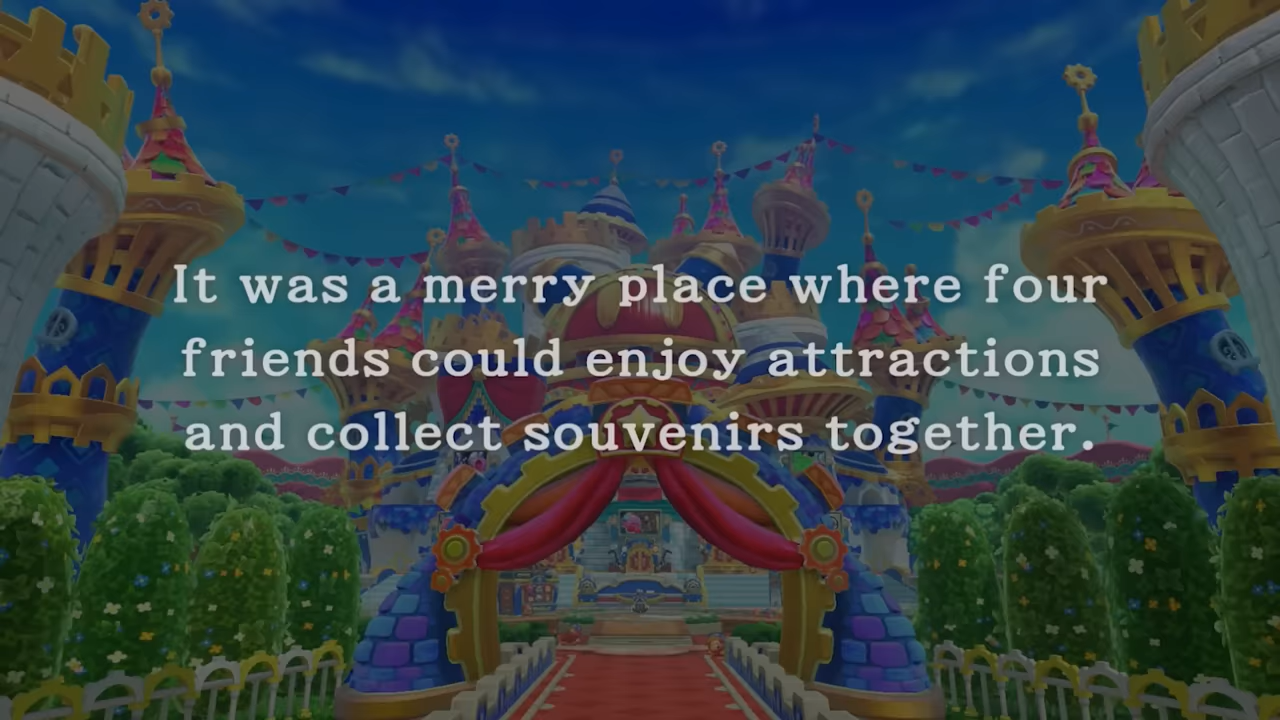 It was a merry place where four
friends could enjoy attractions
and collect souvenirs together.